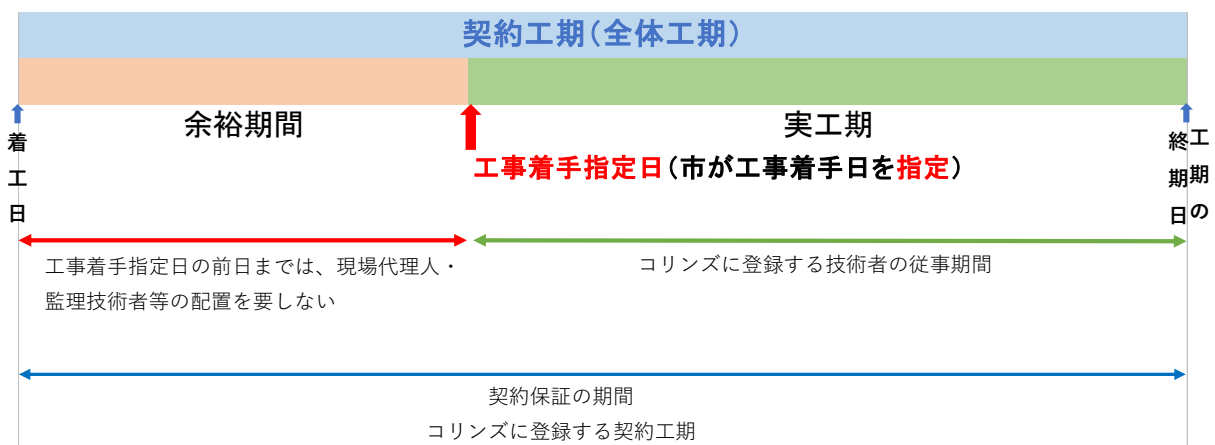 契約工期(全体工期)
余裕期間
実工期
着工日
工事着手指定日(市が工事着手日を指定)
工期の
終期日
工事着手指定日の前日までは、現場代理人・
監理技術者等の配置を要しない
コリンズに登録する技術者の従事期間
契約保証の期間
コリンズに登録する契約工期